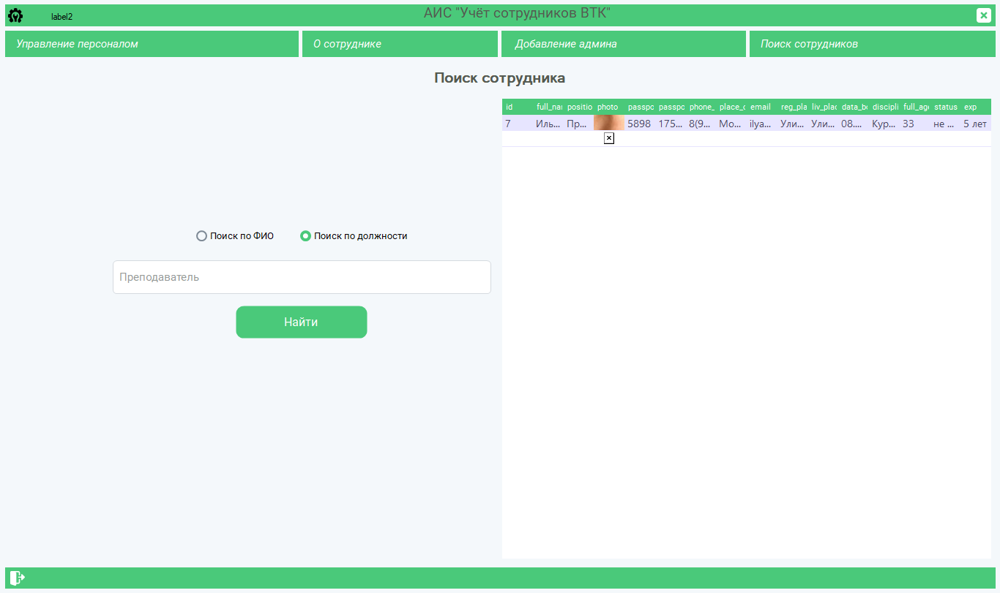 label2
АИС "Учёт сотрудников ВТК"
Управление персоналом О сотруднике Добавление админа Поиск сотрудников
Поиск сотрудника
id full_nai positio photo passpo passpo phone_ place_c email reg_pla liv_plac data_bo discipli full_age status exp
7 Иль... Пр... 5898 175... 8(9... Мо... ilya... Ули... Ули... 08.... Кур... 33 не ... 5 лет
Поиск по ФИО Поиск по должности
Преподаватель
Найти